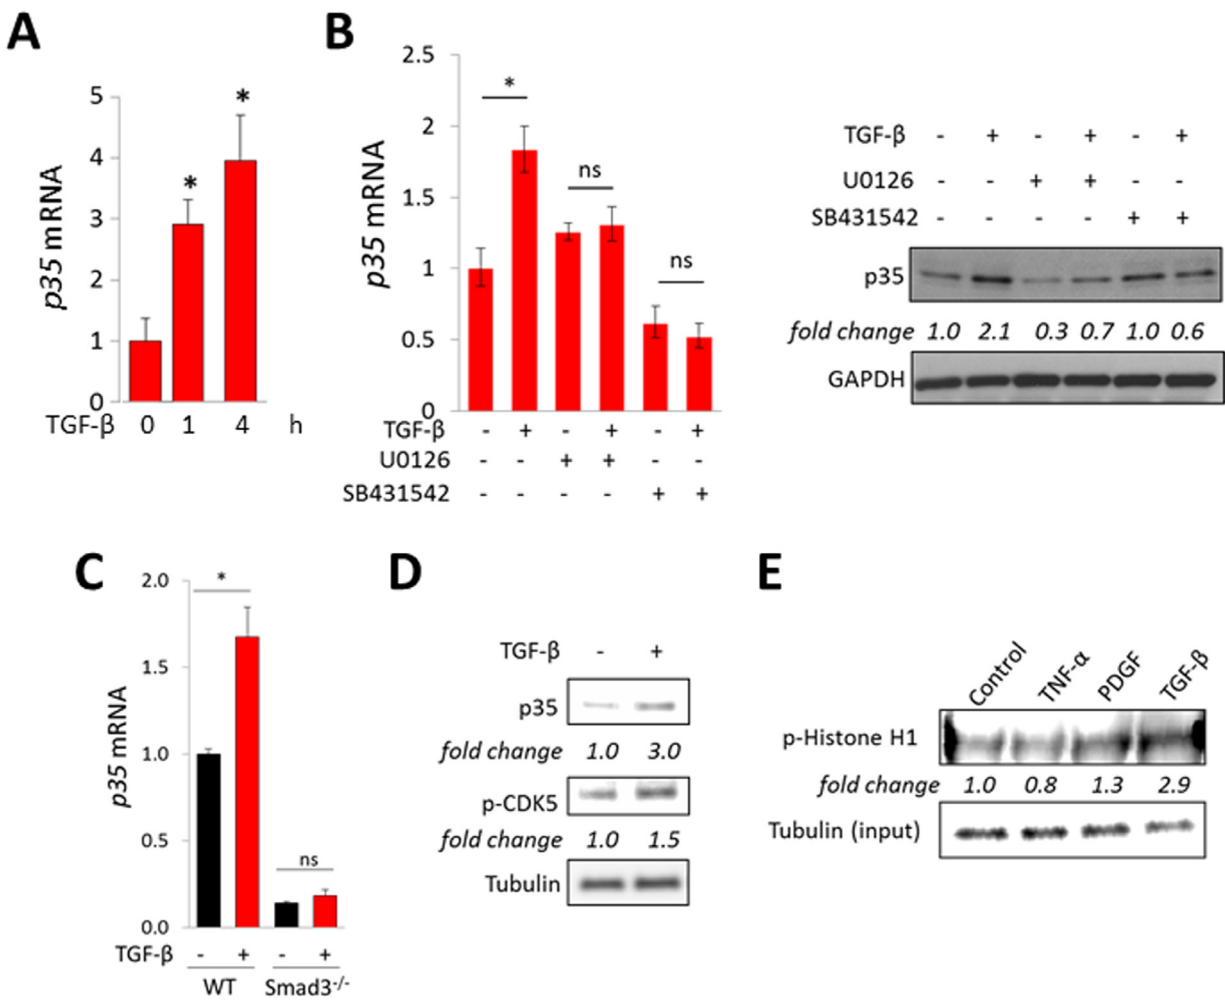 A
5
4
3
2
1
0
p35 mRNA
* *
TGF-β 0 1 4 h
B
2.5
2
1.5
1
0.5
0
p35 mRNA
*
ns
ns
TGF-β - + - + - +
U0126 - - + + - -
SB431542 - - - - + +
TGF-β - + - + - +
U0126 - - + + - -
SB431542 - - - - + +
p35
fold change 1.0 2.1 0.3 0.7 1.0 0.6
GAPDH
C
2.0
1.5
1.0
0.5
0.0
p35 mRNA
*
ns
TGF-β - + - +
WT Smad3-/-
D
TGF-β - +
p35
fold change 1.0 3.0
p-CDK5
fold change 1.0 1.5
Tubulin
E
Control TNF-α PDGF TGF-β
p-Histone H1
fold change 1.0 0.8 1.3 2.9
Tubulin (input)